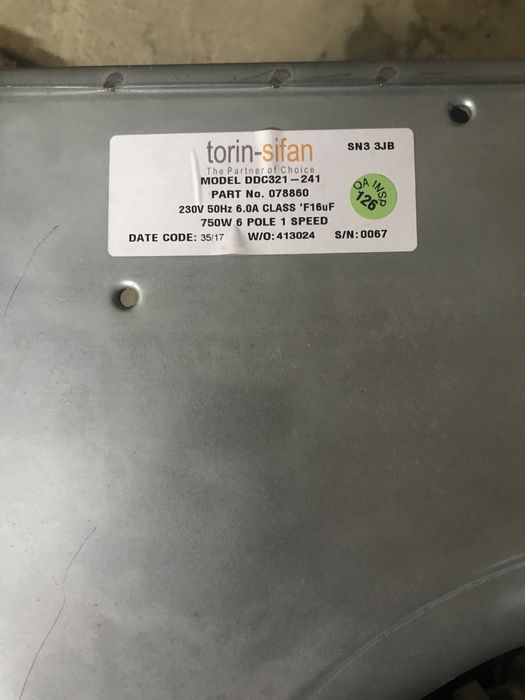 torin-sifan
The Partner of Choice
SN3 3JB
MODEL DDC321-241
PART No. 078860
230V 50Hz 6.0A CLASS 'F16uF
750W 6 POLE 1 SPEED
DATE CODE: 35/17 W/O: 413024 S/N: 0067
QA INSP
126